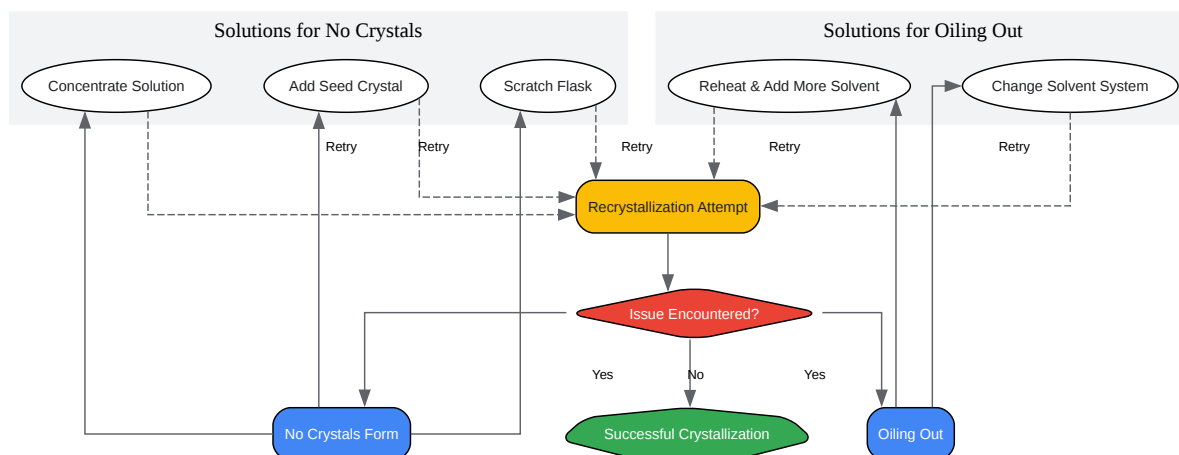 Solutions for No Crystals
Solutions for Oiling Out
Concentrate Solution
Add Seed Crystal
Scratch Flask
Reheat & Add More Solvent
Change Solvent System
Retry
Retry
Retry
Retry
Retry
Recrystallization Attempt
Issue Encountered?
Yes
No
Yes
No Crystals Form
Successful Crystallization
Oiling Out